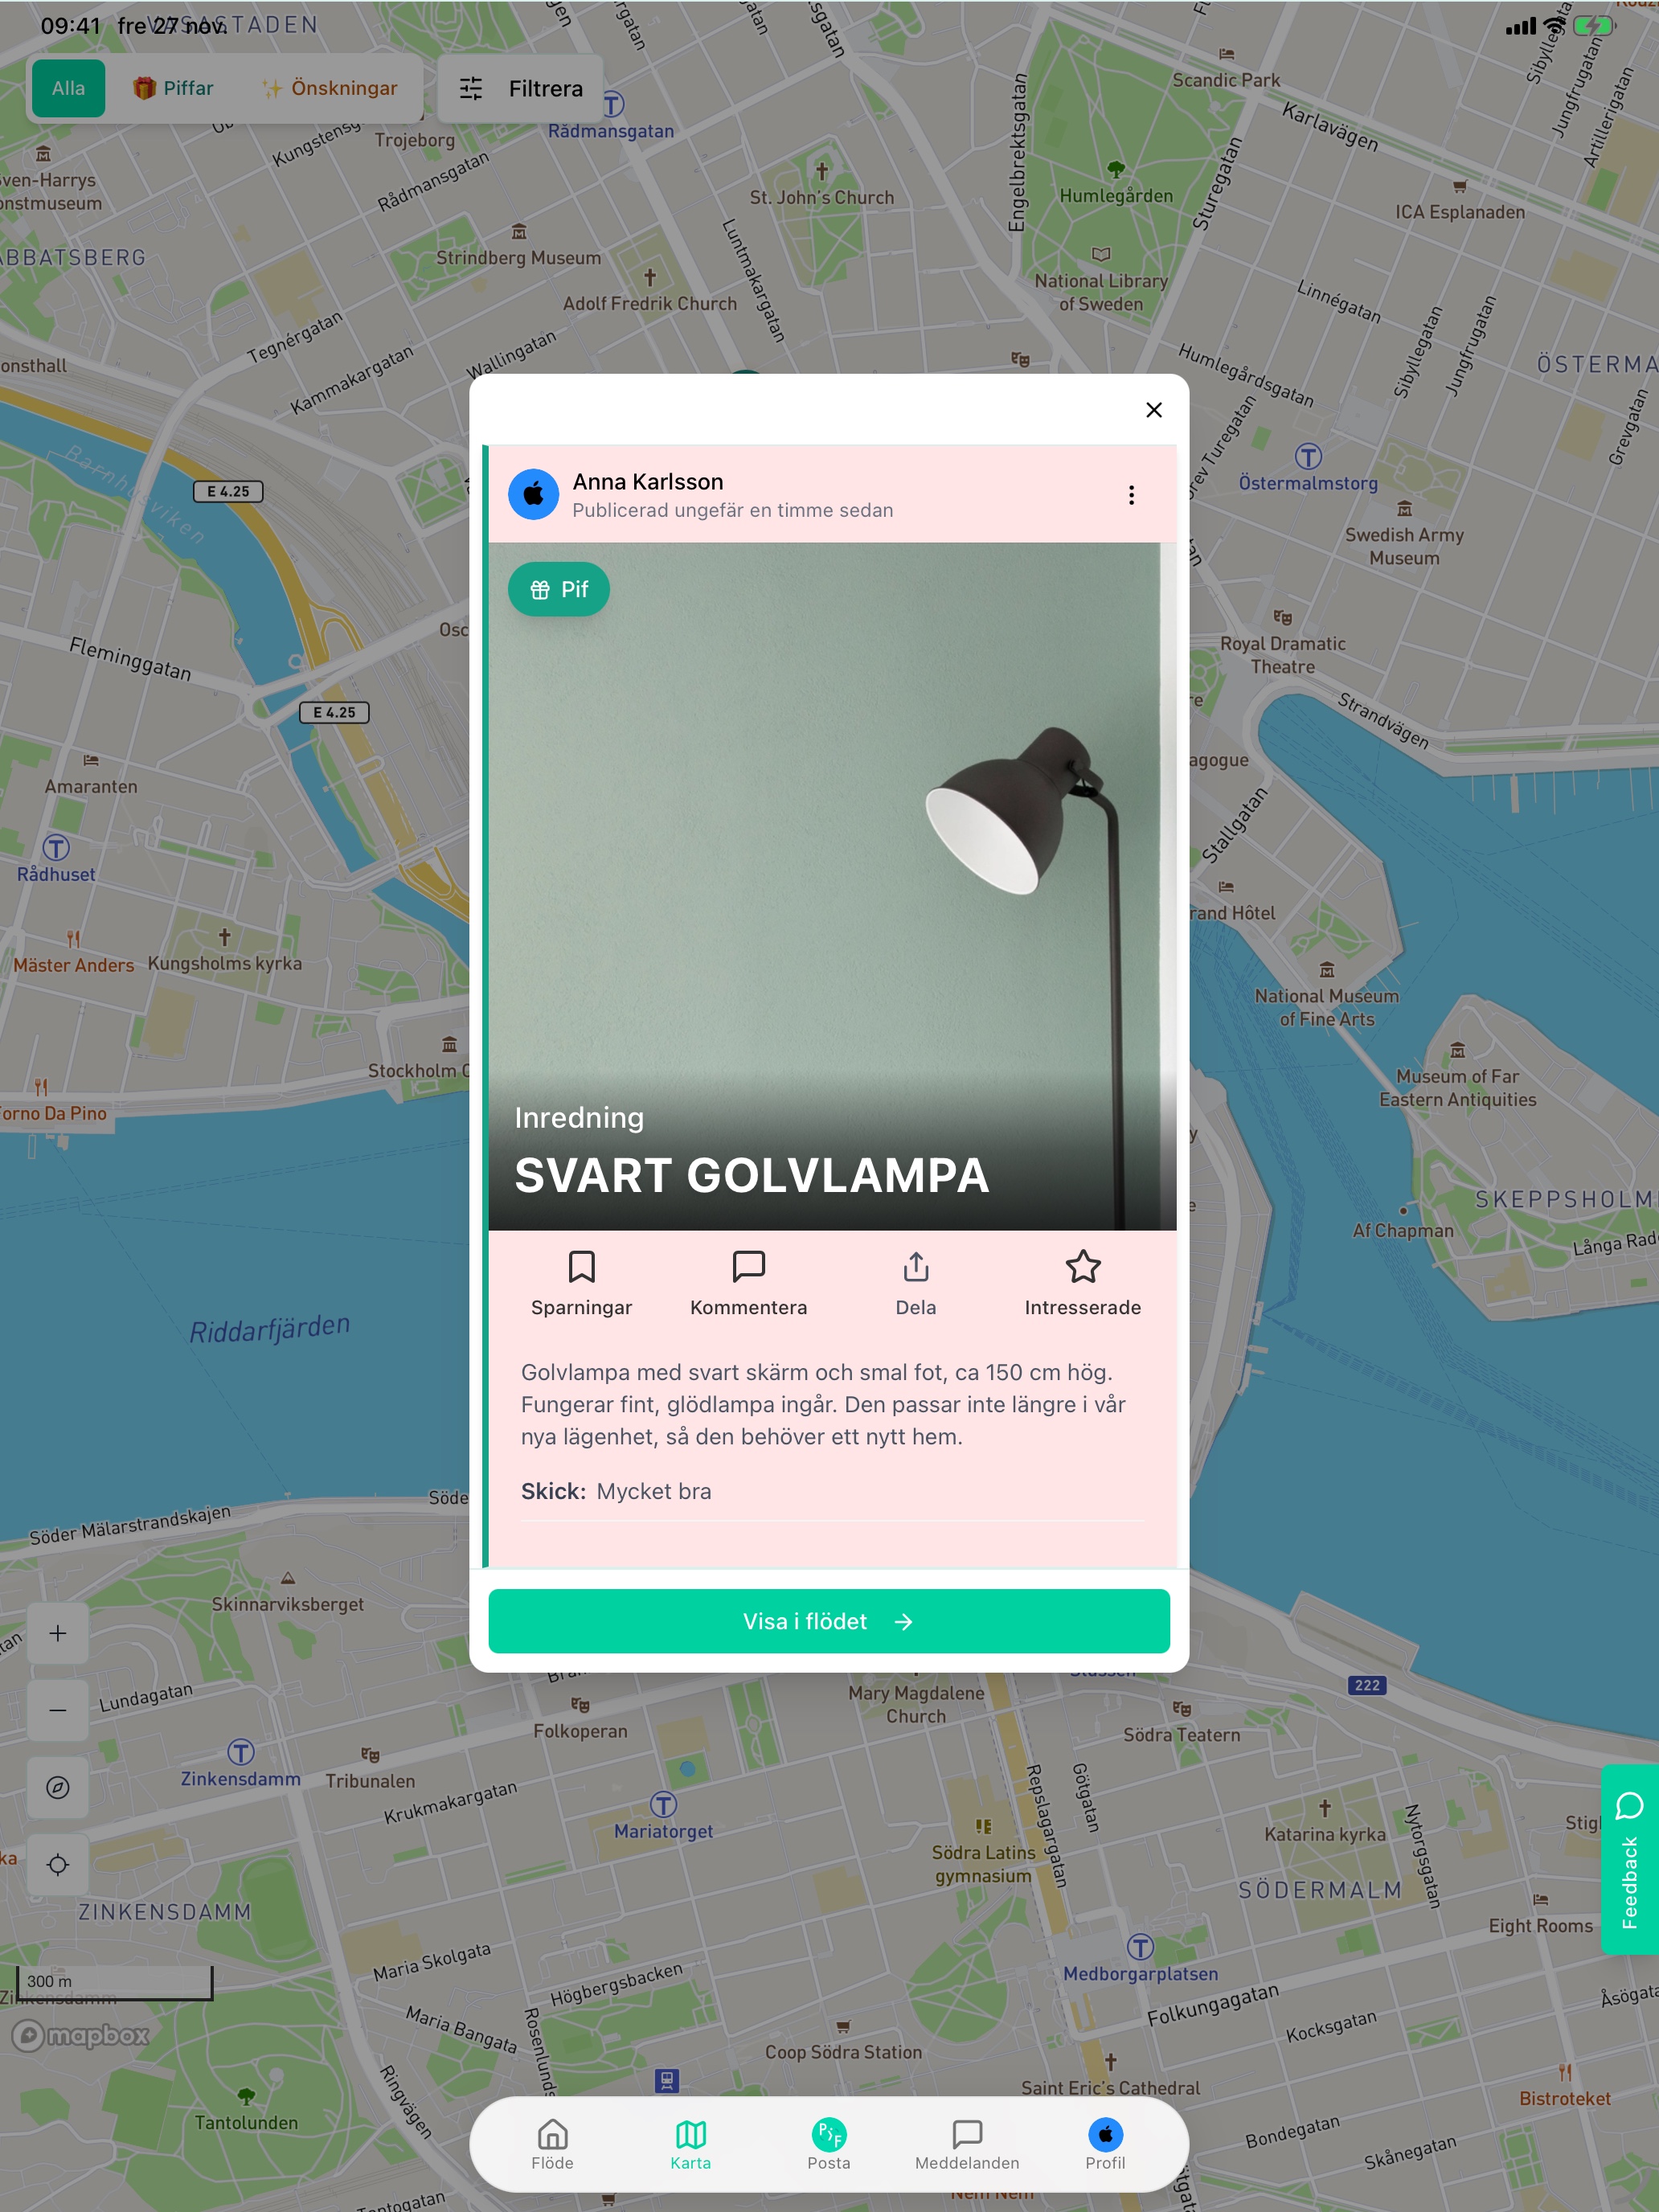 09:41 fre 27 nov.
VASASTADEN
Alla
Piffar
Önskningar
Filtrera
Rådmansgatan
Trojeborg
Kungstensg
Rådmansgatan
Scandic Park
Karlavägen
Engelbrektsgatan
Sturegatan
Humlegården
ICA Esplanaden
Jungfrugatan
Artillerigatan
St. John's Church
Luntmakargatan
Strindberg Museum
Adolf Fredrik Church
National Library
of Sweden
Linnégatan
Sibyllegatan
Jungfrugatan
Tegnérgatan
Kammakargatan
Wallingatan
Humlegårdsgatan
Grevgatan
Östermalmstorg
Swedish Army
Museum
Barnhusviken
E 4.25
E 4.25
Fleminggatan
Royal Dramatic
Theatre
Strandvägen
Stallgatan
Amaranten
Rådhuset
Mäster Anders
Kungsholms kyrka
National Museum
of Fine Arts
Museum of Far
Eastern Antiquities
Af Chapman
Riddarfjärden
Söder Mälarstrandskajen
Skinnarviksberget
Anna Karlsson
Publicerad ungefär en timme sedan
Pif
Inredning
SVART GOLVLAMPA
Sparningar
Kommentera
Dela
Intresserade
Golvlampa med svart skärm och smal fot, ca 150 cm hög.
Fungerar fint, glödlampa ingår. Den passar inte längre i vår
nya lägenhet, så den behöver ett nytt hem.
Skick: Mycket bra
Visa i flödet
Lundagatan
Folkoperan
Mary Magdalene
Church
222
Södra Teatern
Zinkensdamm
Tribunalen
Krukmakargatan
Mariatorget
Repslagargatan
Götgatan
Södra Latins
gymnasium
Katarina kyrka
Nytorgsgatan
Feedback
ZINKENSDAMM
SÖDERMALM
Eight Rooms
Maria Skolgata
Högbergsbacken
Medborgarplatsen
300 m
Zinkensdamm
mapbox
Maria Bangata
Folkungagatan
Kocksgatan
Coop Södra Station
Saint Eric's Cathedral
Bistroteket
Ringvägen
Tantolunden
Bondegatan
Skånegatan
Flöde
Karta
Posta
Meddelanden
Profil